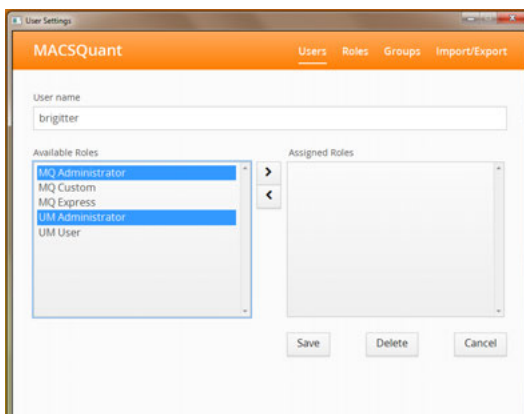 User Settings
MACSQuant
Users Roles Groups Import/Export
User name
brigitter
Available Roles
MQ Administrator
MQ Custom
MQ Express
UM Administrator
UM User
Assigned Roles
Save Delete Cancel